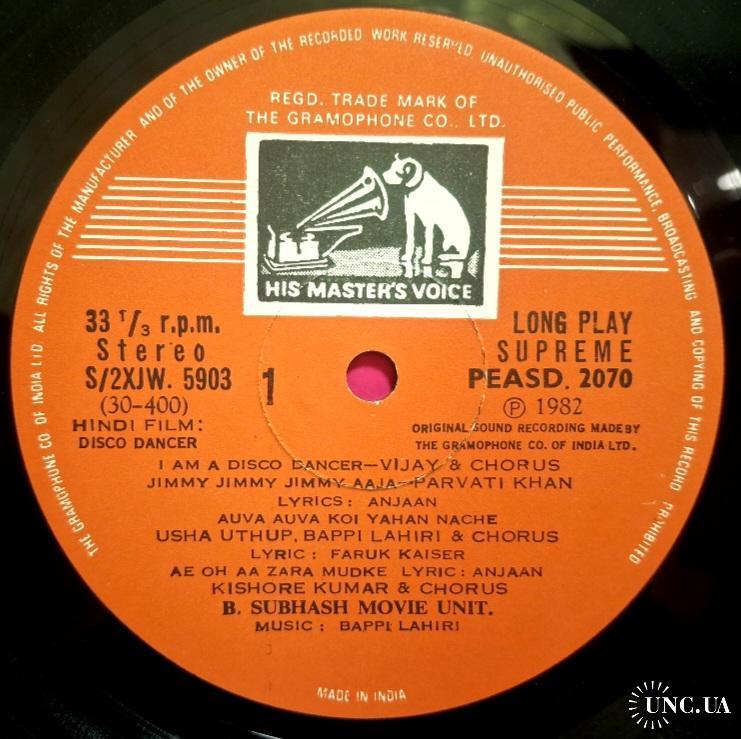 THE GRAMOPHONE CO OF INDIA LTD. ALL RIGHTS OF THE MANUFACTURER AND OF THE OWNER OF THE RECORDED WORK RESERVED. UNAUTHORISED PUBLIC PERFORMANCE, BROADCASTING AND COPYING OF THIS RECORD PROHIBITED
REGD. TRADE MARK OF
THE GRAMOPHONE CO., LTD.
HIS MASTER'S VOICE
33 1/3 r.p.m.
Stereo
S/2XJW. 5903
(30-400)
HINDI FILM:
DISCO DANCER
1
LONG PLAY
SUPREME
PEASD. 2070
Ⓟ 1982
ORIGINAL SOUND RECORDING MADE BY
THE GRAMOPHONE CO. OF INDIA LTD.
I AM A DISCO DANCER—VIJAY & CHORUS
JIMMY JIMMY JIMMY AAJA—PARVATI KHAN
LYRICS: ANJAAN
AUVA AUVA KOI YAHAN NACHE
USHA UTHUP, BAPPI LAHIRI & CHORUS
LYRIC: FARUK KAISER
AE OH AA ZARA MUDKE LYRIC: ANJAAN
KISHORE KUMAR & CHORUS
B. SUBHASH MOVIE UNIT.
MUSIC: BAPPI LAHIRI
MADE IN INDIA
UNC.UA